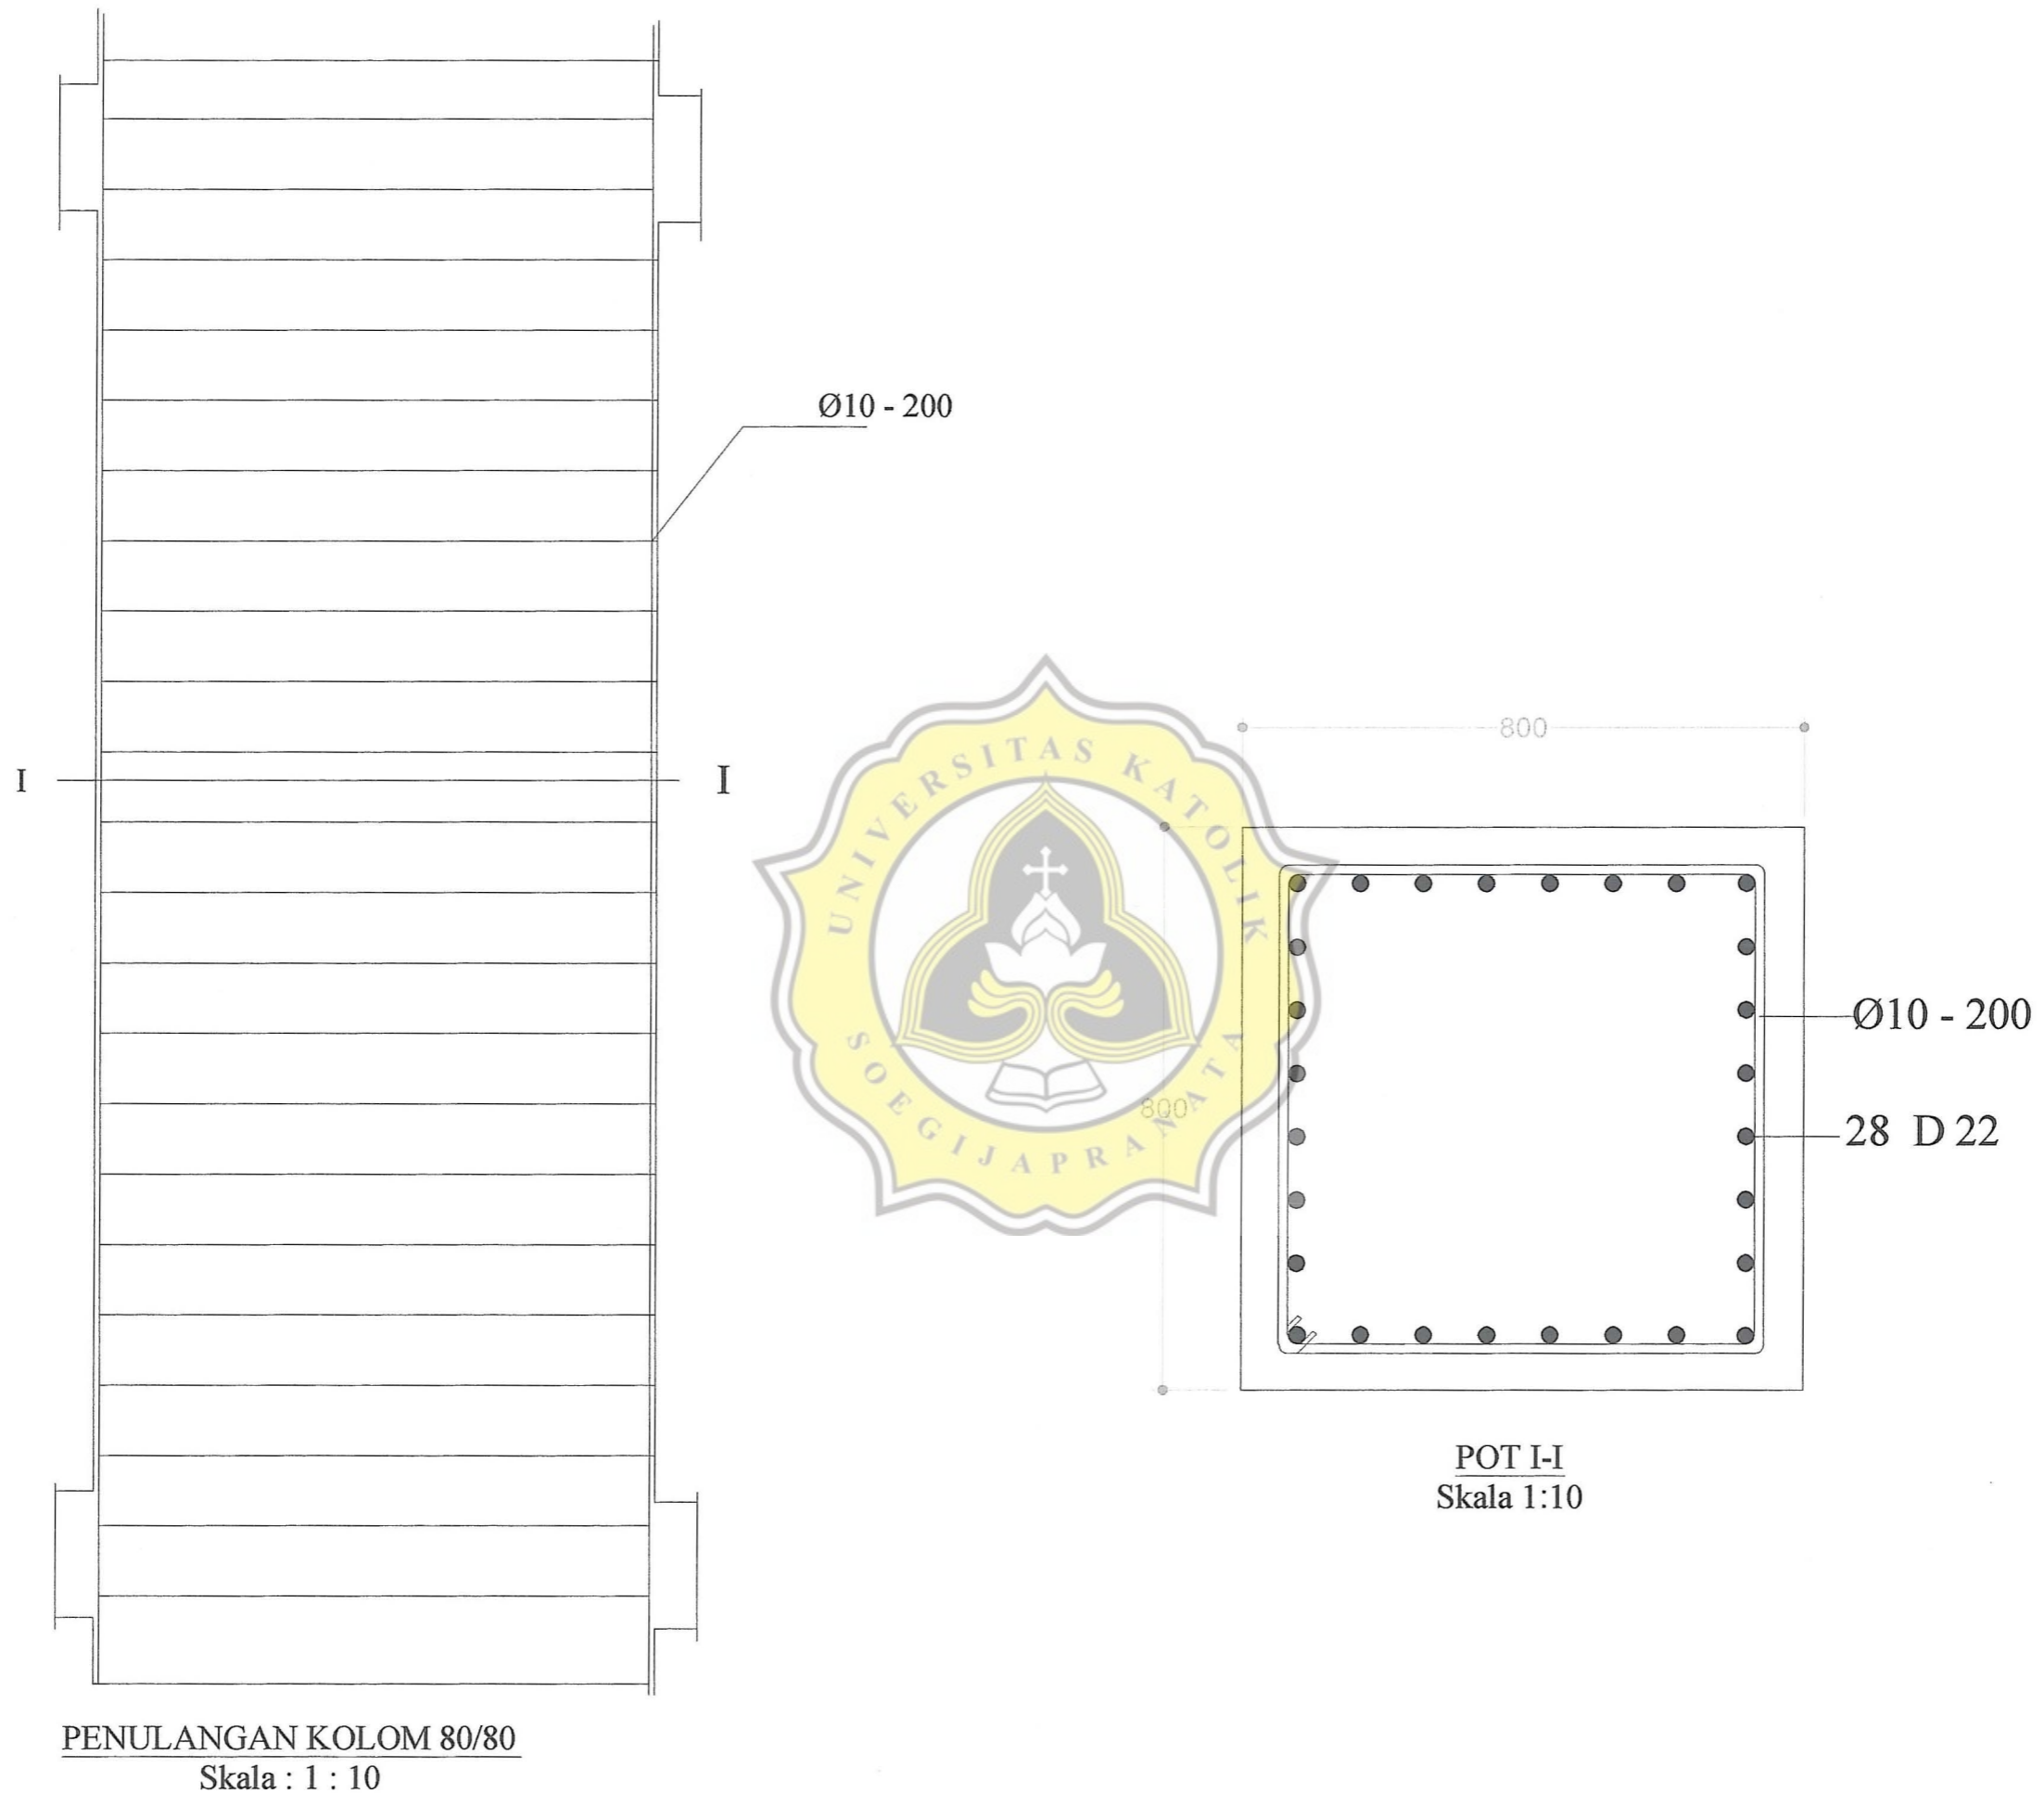 Ø10 - 200
I
I
800
800
UNIVERSITAS KATOLIK
SOEGIJAPRANATA
Ø10 - 200
28 D 22
POT I-I
Skala 1:10
PENULANGAN KOLOM 80/80
Skala : 1 : 10